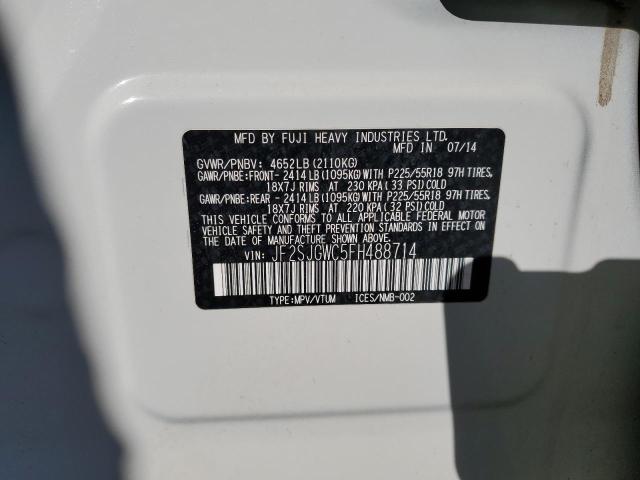 MFD BY FUJI HEAVY INDUSTRIES LTD.
MFD IN 07/14
GVWR/PNBV: 4652LB(2110KG)
GAWR/PNBE:FRONT- 2414LB(1095KG)WITH P225/55R18 97H TIRES,
18X7J RIMS AT 230 KPA(33 PSI)COLD
GAWR/PNBE:REAR - 2414LB(1095KG)WITH P225/55R18 97H TIRES,
18X7J RIMS AT 220 KPA(32 PSI)COLD
THIS VEHICLE CONFORMS TO ALL APPLICABLE FEDERAL MOTOR
VEHICLE SAFETY AND THEFT PREVENTION STANDARDS IN EFFECT
ON THE DATE OF MANUFACTURE SHOWN ABOVE.
VIN: JF2SJGWC5FH488714
TYPE:MPV/VTUM ICES/NMB-002